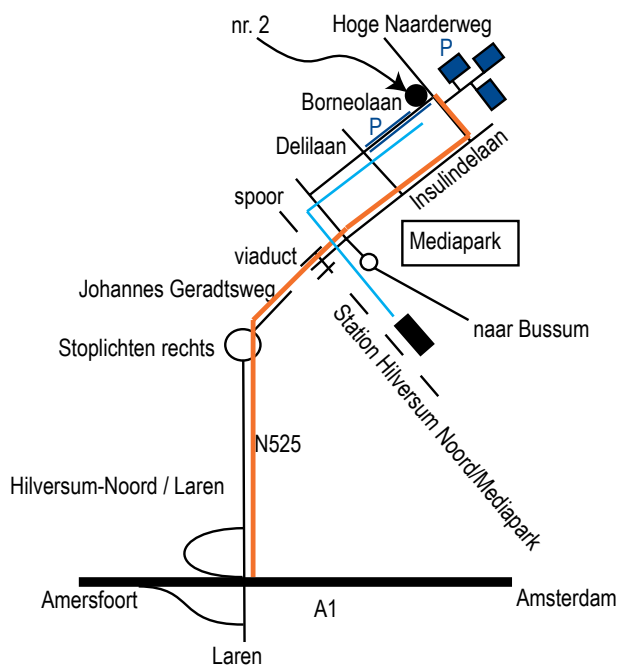 nr. 2
Hoge Naarderweg
P
Borneolaan
P
Delilaan
Insulindelaan
spoor
Mediapark
viaduct
Johannes Geradtsweg
naar Bussum
Stoplichten rechts
Station Hilversum Noord/Mediapark
N525
Hilversum-Noord / Laren
Amersfoort
A1
Amsterdam
Laren